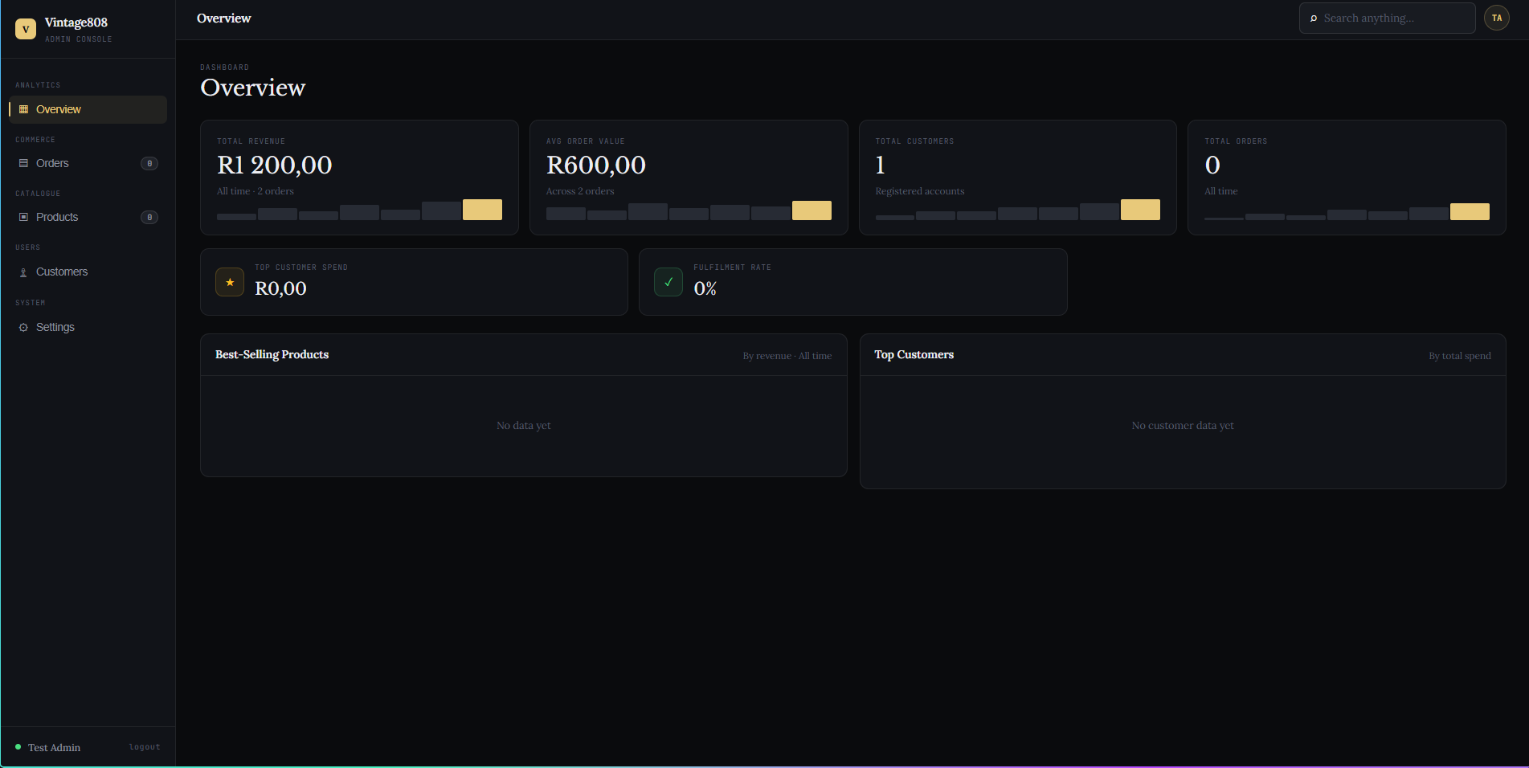 V
Vintage808
ADMIN CONSOLE
ANALYTICS
Overview
COMMERCE
Orders
0
CATALOGUE
Products
0
USERS
Customers
SYSTEM
Settings
Test Admin
logout
Overview
Search anything...
TA
DASHBOARD
Overview
TOTAL REVENUE
R1 200,00
All time · 2 orders
AVG ORDER VALUE
R600,00
Across 2 orders
TOTAL CUSTOMERS
1
Registered accounts
TOTAL ORDERS
0
All time
TOP CUSTOMER SPEND
R0,00
FULFILMENT RATE
0%
Best-Selling Products
By revenue · All time
No data yet
Top Customers
By total spend
No customer data yet